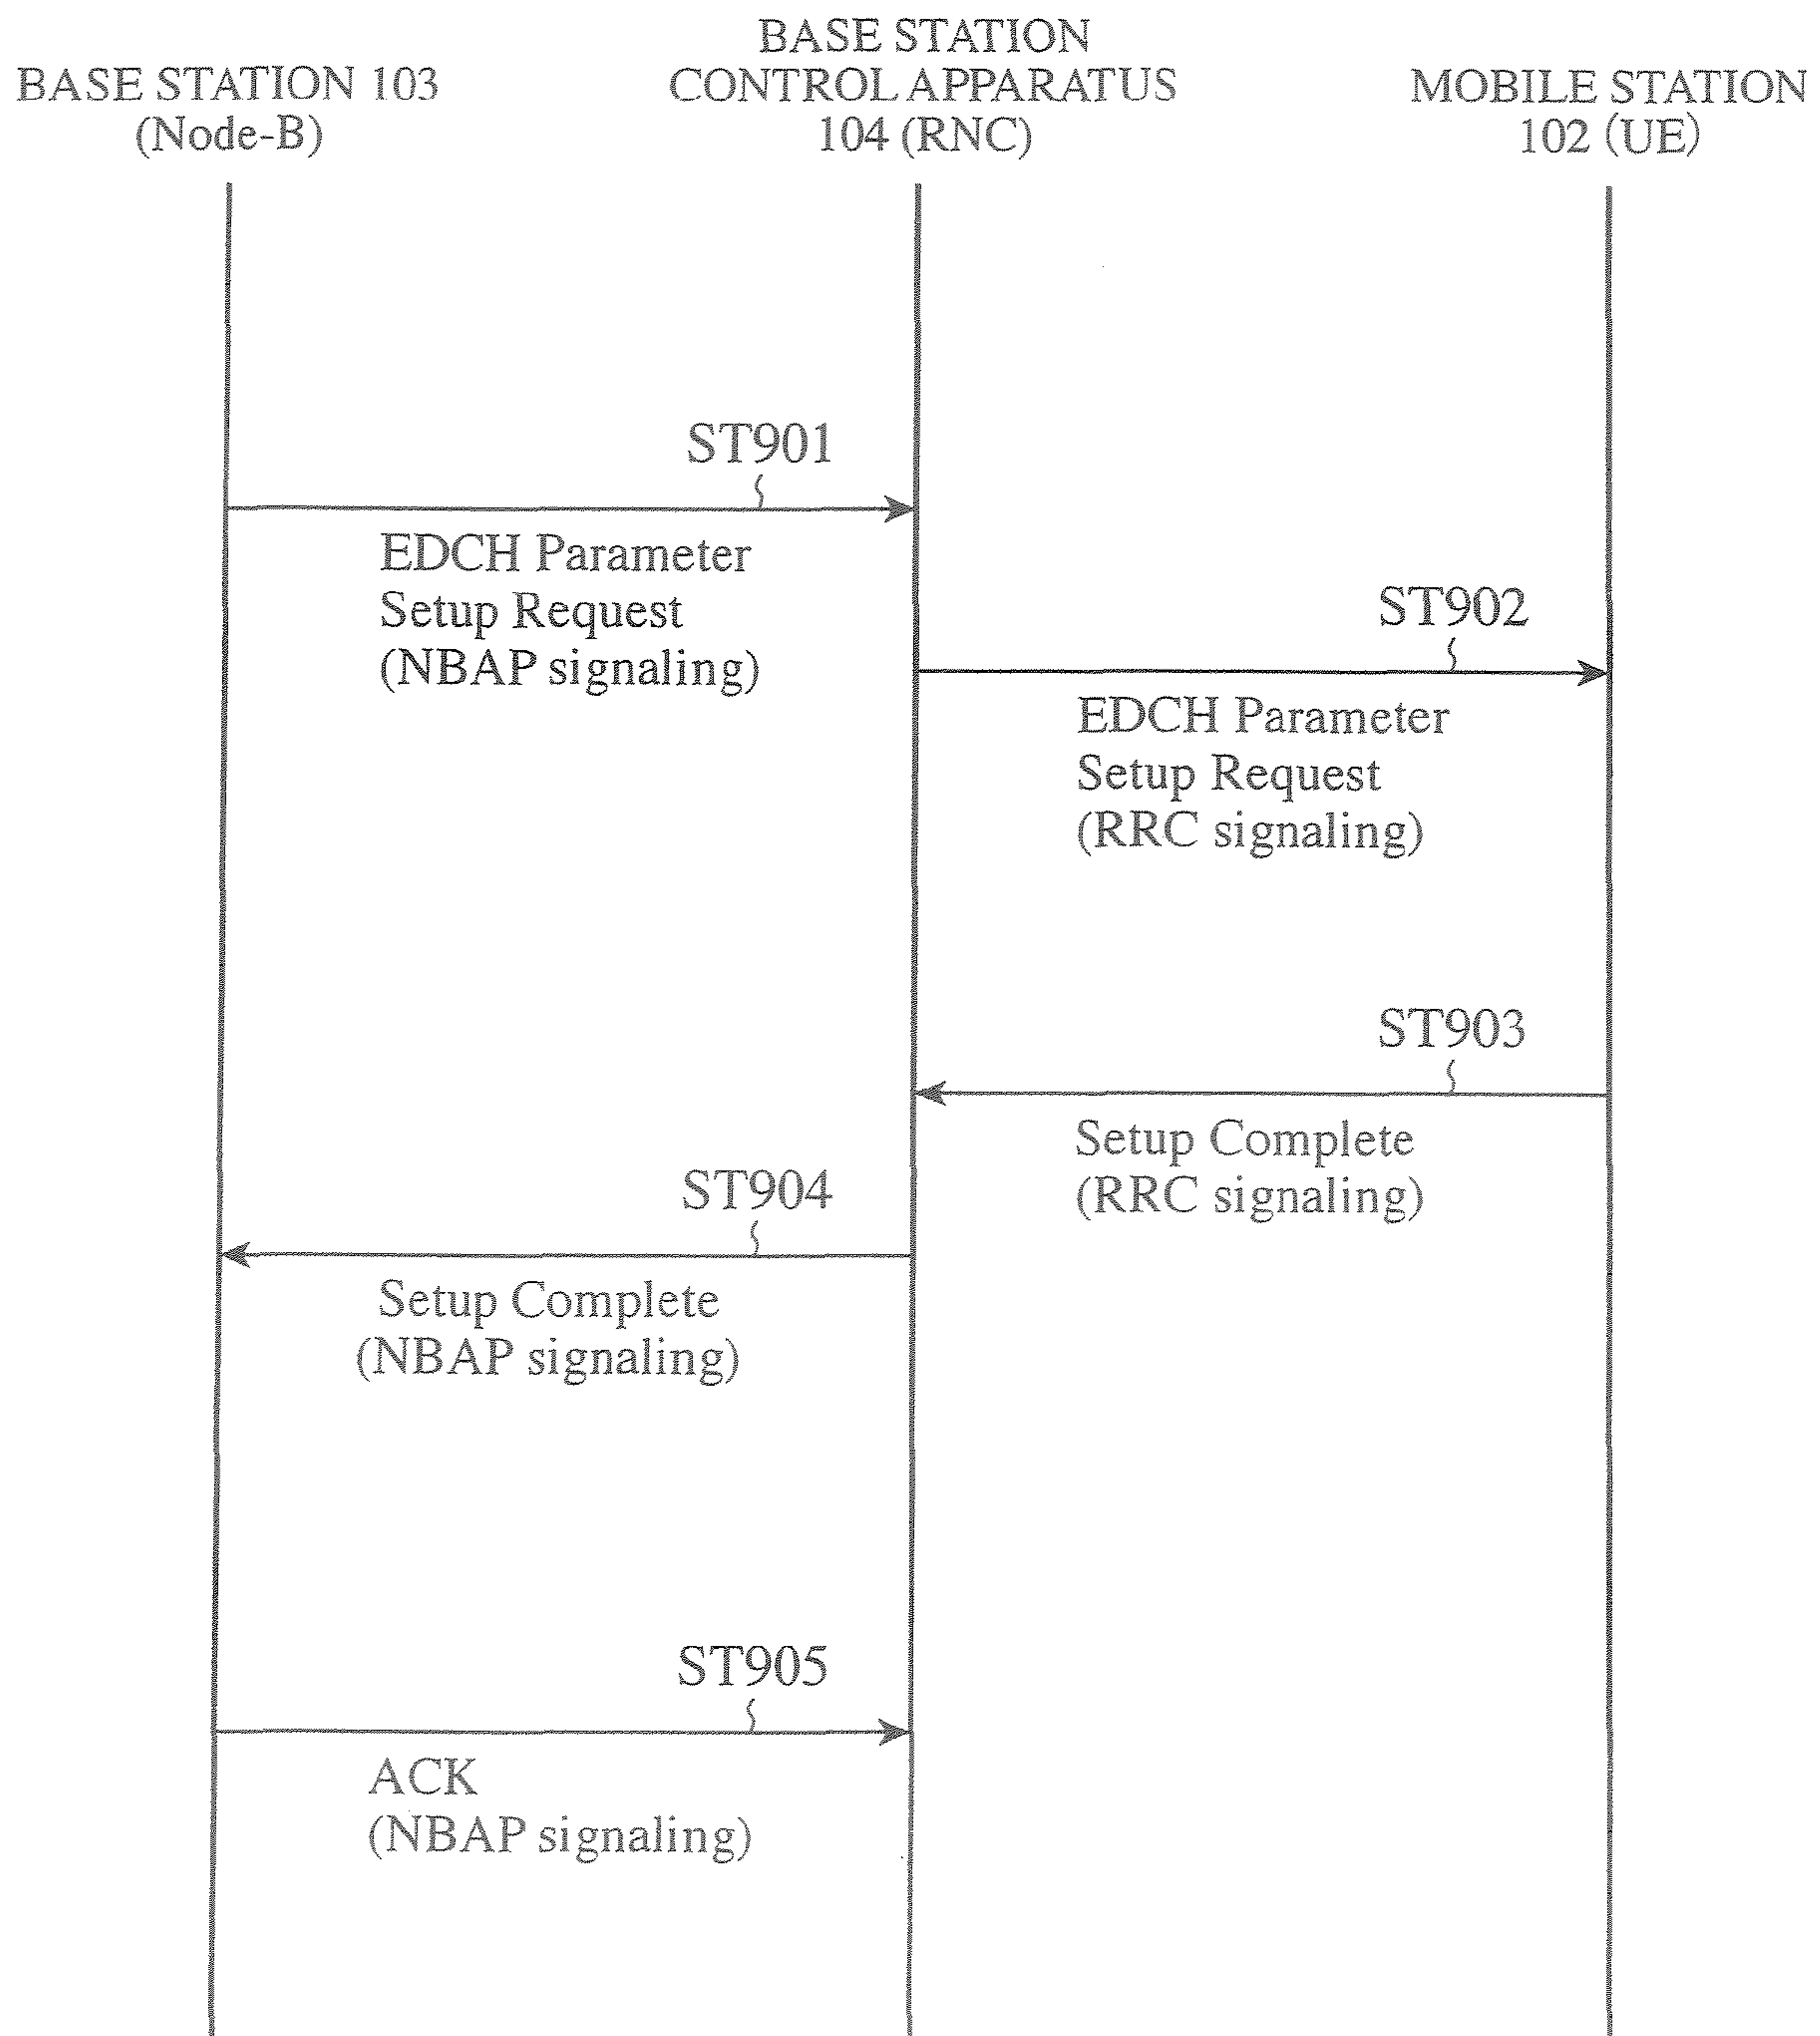 BASE STATION 103
(Node-B)
BASE STATION
CONTROL APPARATUS
104 (RNC)
MOBILE STATION
102 (UE)
ST901
EDCH Parameter
Setup Request
(NBAP signaling)
ST902
EDCH Parameter
Setup Request
(RRC signaling)
ST903
Setup Complete
(RRC signaling)
ST904
Setup Complete
(NBAP signaling)
ST905
ACK
(NBAP signaling)